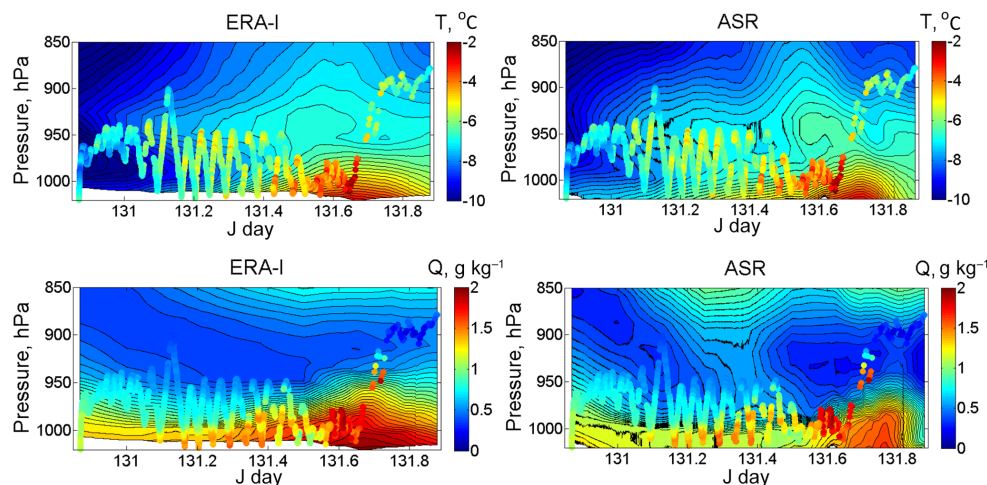 ERA-I T, °C ASR T, °C
850 -2 850 -2
900 -4 900 -4
950 -6 950 -6
1000 -8 1000 -8
-10 -10
131 131.2 131.4 131.6 131.8 131 131.2 131.4 131.6 131.8
J day J day
Pressure, hPa Pressure, hPa
ERA-I Q, g kg⁻¹ ASR Q, g kg⁻¹
850 2 850 2
900 1.5 900 1.5
950 1 950 1
1000 0.5 1000 0.5
0 0
131 131.2 131.4 131.6 131.8 131 131.2 131.4 131.6 131.8
J day J day
Pressure, hPa Pressure, hPa